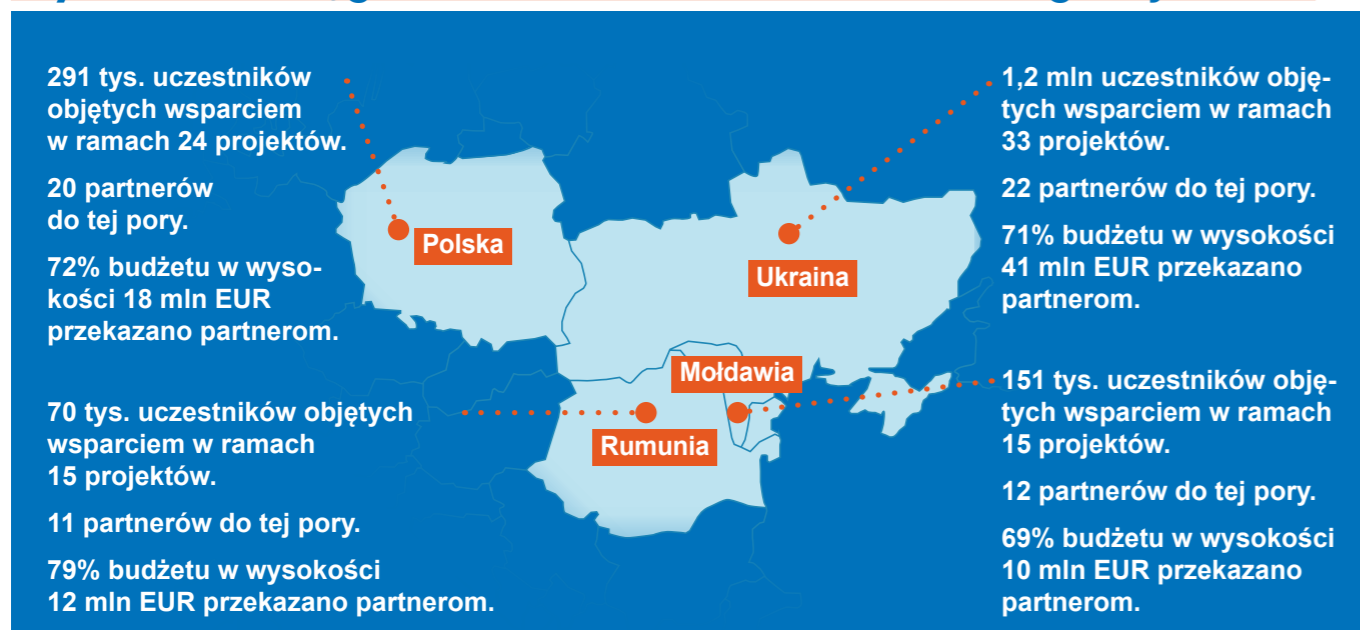 291 tys. uczestników
objętych wsparciem
w ramach 24 projektów.
20 partnerów
do tej pory.
72% budżetu w wyso-
kości 18 mln EUR
przekazano partnerom.
1,2 mln uczestników obję-
tych wsparciem w ramach
33 projektów.
22 partnerów do tej pory.
71% budżetu w wysokości
41 mln EUR przekazano
partnerom.
Polska
Ukraina
Mołdawia
Rumunia
70 tys. uczestników objętych
wsparciem w ramach
15 projektów.
11 partnerów do tej pory.
79% budżetu w wysokości
12 mln EUR przekazano partnerom.
151 tys. uczestników obję-
tych wsparciem w ramach
15 projektów.
12 partnerów do tej pory.
69% budżetu w wysokości
10 mln EUR przekazano
partnerom.